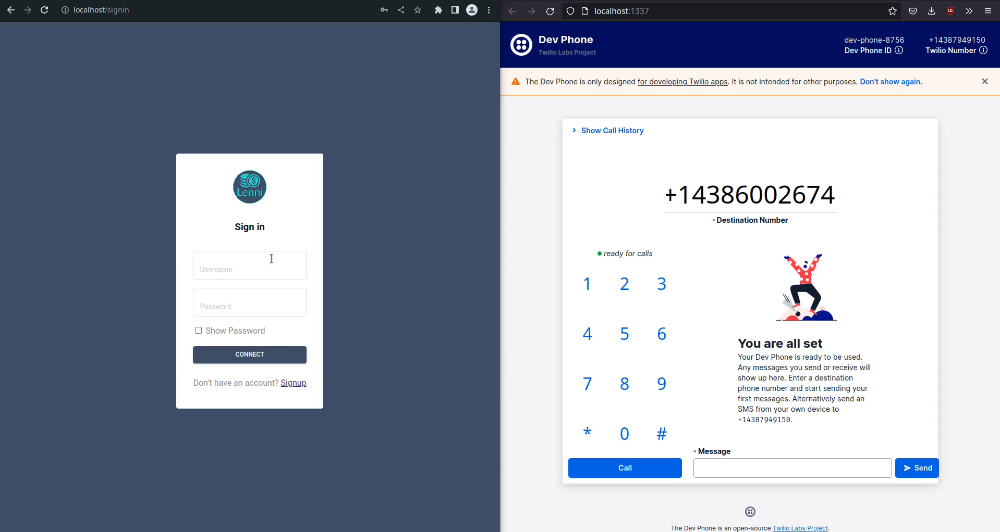 localhost/signin
Lenni
Sign in
Username
Password
Show Password
CONNECT
Don't have an account? Signup
localhost:1337
Dev Phone
Twilio Labs Project
dev-phone-8756
Dev Phone ID
+14387949150
Twilio Number
The Dev Phone is only designed for developing Twilio apps. It is not intended for other purposes. Don't show again.
Show Call History
+14386002674
• Destination Number
ready for calls
1 2 3
4 5 6
7 8 9
* 0 #
Call
You are all set
Your Dev Phone is ready to be used.
Any messages you send or receive will
show up here. Enter a destination
phone number and start sending your
first messages. Alternatively send an
SMS from your own device to
+14387949150.
• Message
Send
The Dev Phone is an open-source Twilio Labs Project.